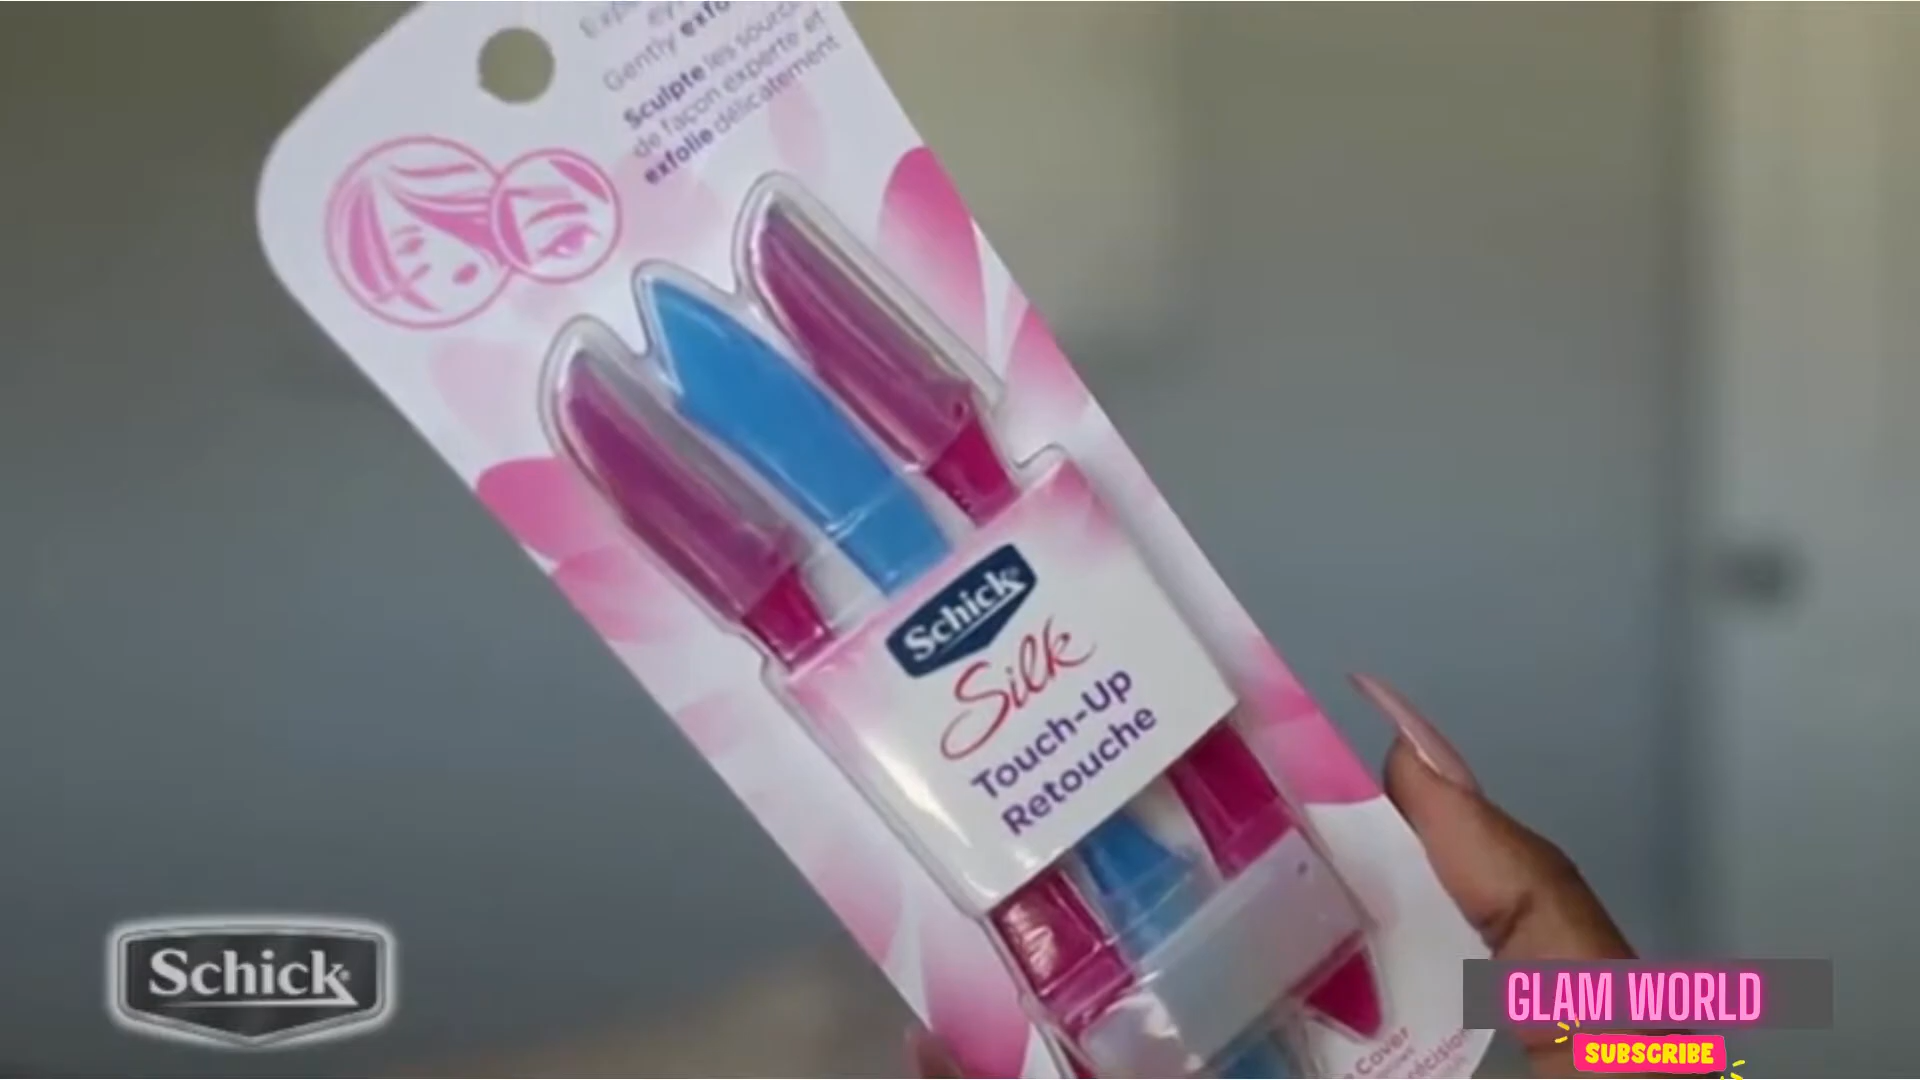 Gently exfo
Sculpte les sourc
de façon experte et
exfolie délicatement
Schick
Silk
Touch-Up
Retouche
Cover
Schick
GLAM WORLD
SUBSCRIBE